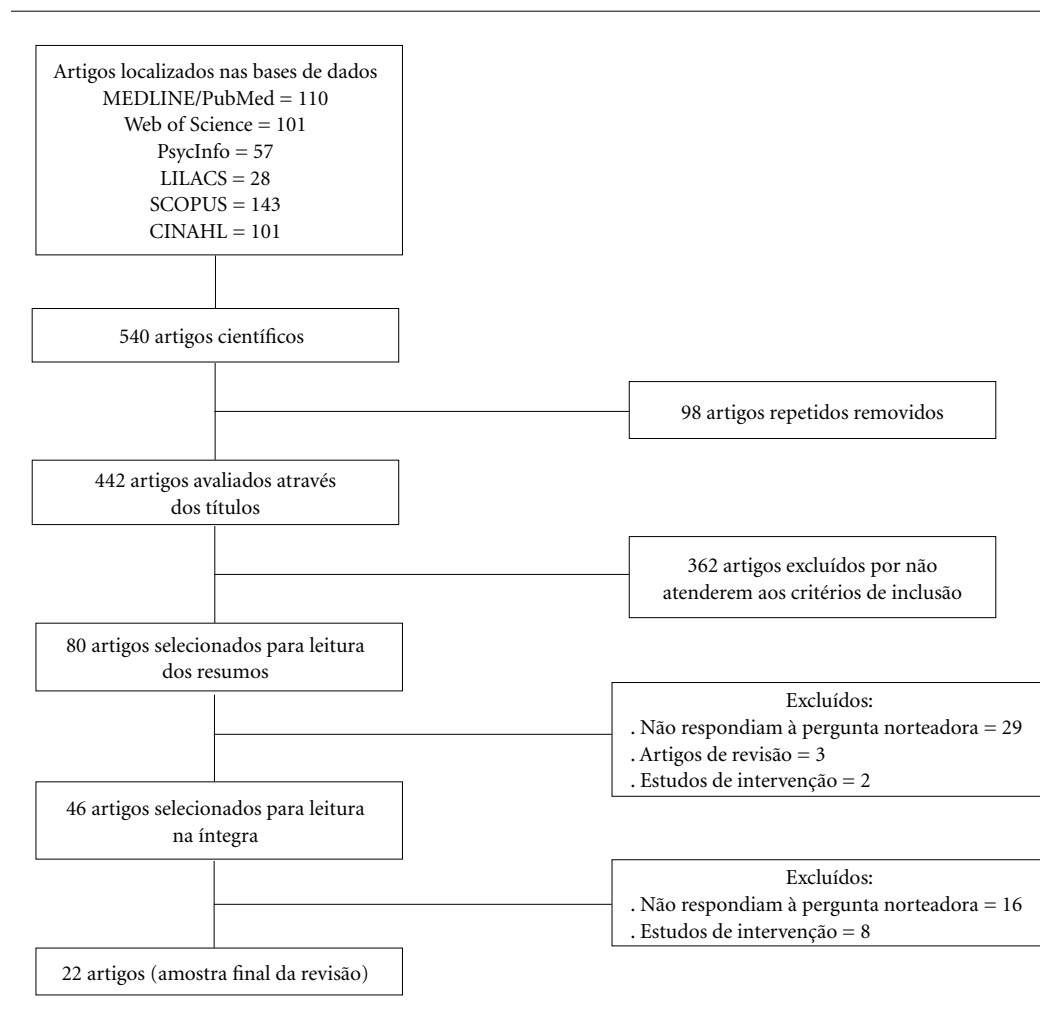 Artigos localizados nas bases de dados
MEDLINE/PubMed = 110
Web of Science = 101
PsycInfo = 57
LILACS = 28
SCOPUS = 143
CINAHL = 101
540 artigos científicos
98 artigos repetidos removidos
442 artigos avaliados através
dos títulos
362 artigos excluídos por não
atenderem aos critérios de inclusão
80 artigos selecionados para leitura
dos resumos
Excluídos:
. Não respondiam à pergunta norteadora = 29
. Artigos de revisão = 3
. Estudos de intervenção = 2
46 artigos selecionados para leitura
na íntegra
Excluídos:
. Não respondiam à pergunta norteadora = 16
. Estudos de intervenção = 8
22 artigos (amostra final da revisão)